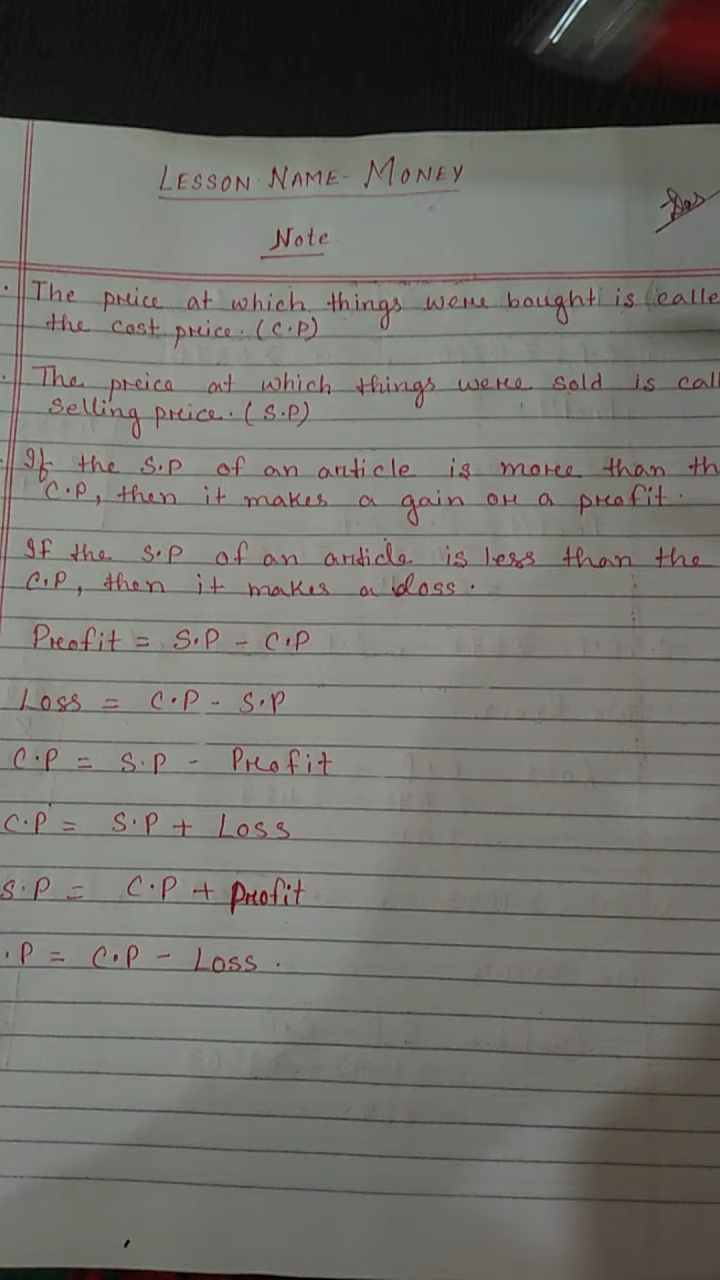 LESSON NAME- MONEY
Note
. The price at which things were bought is calle
the cost price. (C.P)
. The price at which things were sold is call
selling price. (S.P)
If the S.P of an article is more than th
C.P, then it makes a gain or a profit.
If the S.P of an article is less than the
C.P, then it makes a loss.
Profit = S.P - C.P
Loss = C.P - S.P
C.P = S.P - Profit
C.P = S.P + Loss
S.P = C.P + Profit
.P = C.P - Loss.